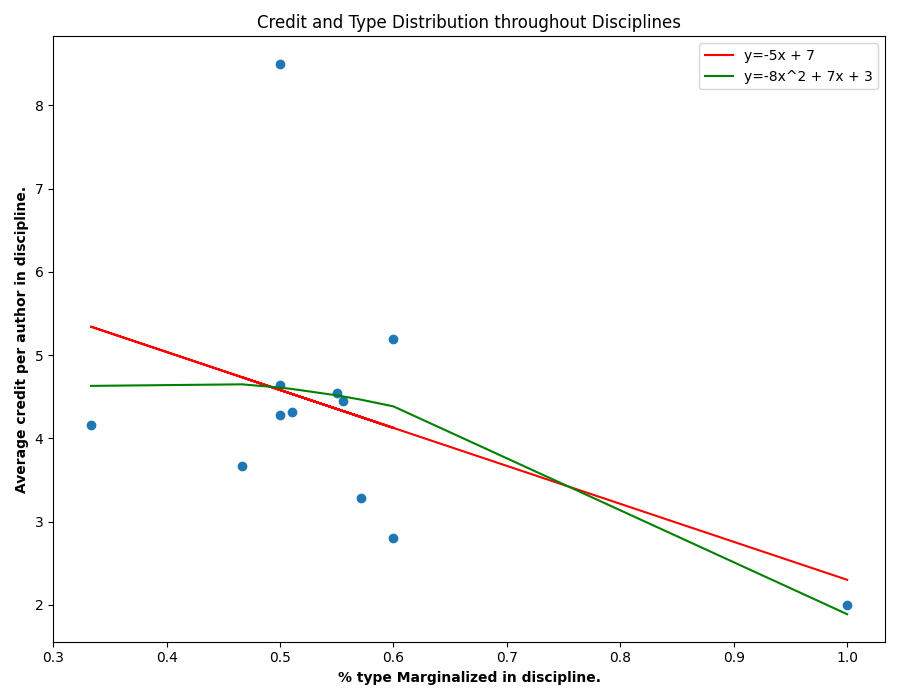 Credit and Type Distribution throughout Disciplines
y=-5x + 7
y=-8x^2 + 7x + 3
Average credit per author in discipline.
8
7
6
5
4
3
2
0.3 0.4 0.5 0.6 0.7 0.8 0.9 1.0
% type Marginalized in discipline.